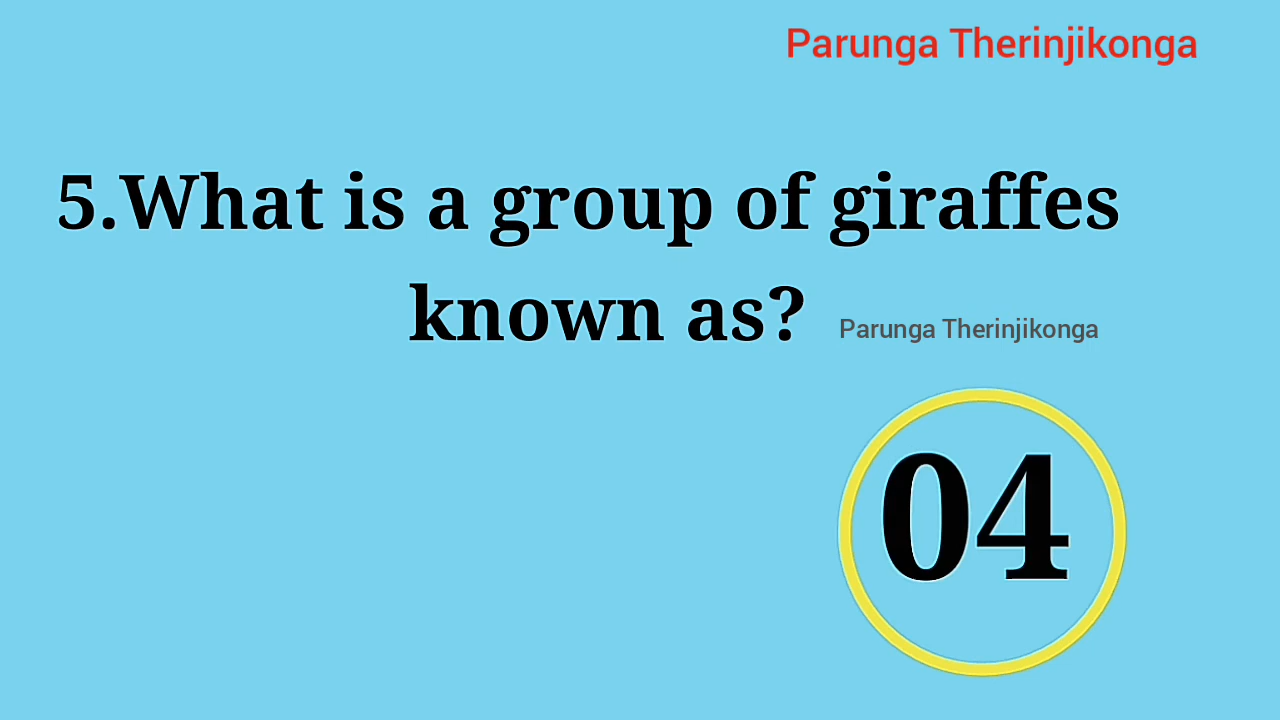 Parunga Therinjikonga
5.What is a group of giraffes
known as?
Parunga Therinjikonga
04